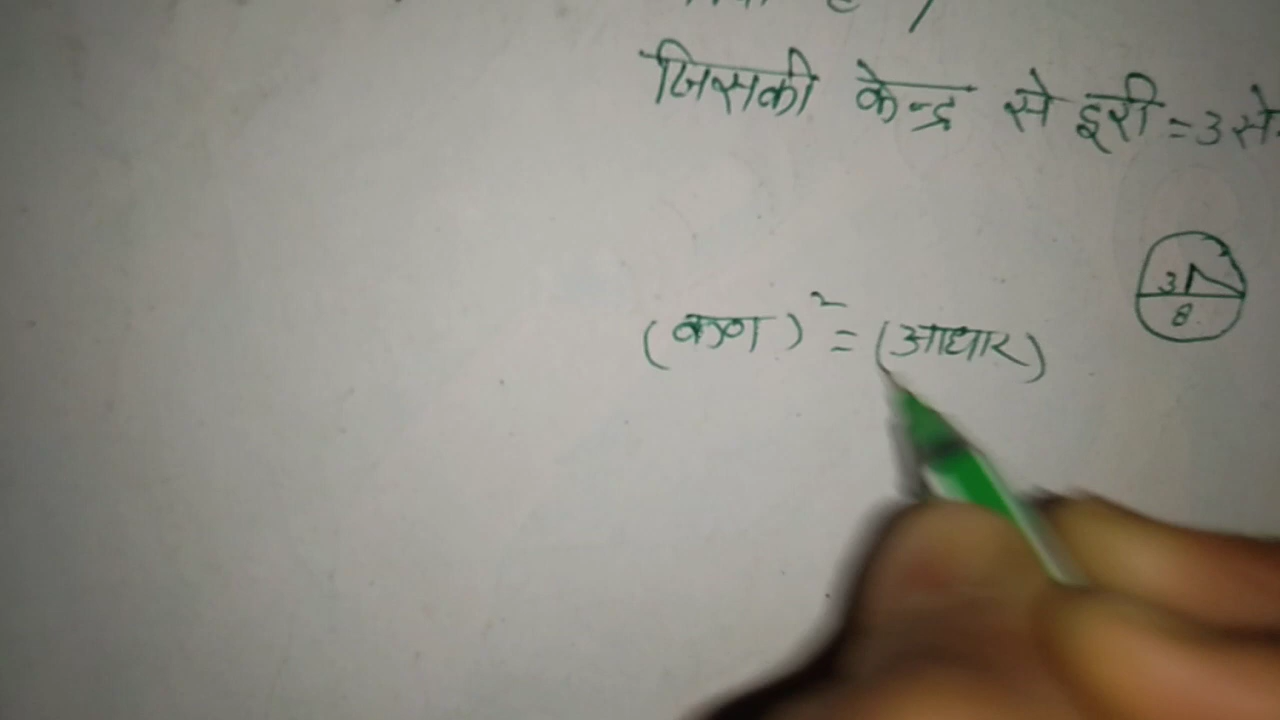 जिसकी केन्द्र से दूरी = 3 से
3
8
(कर्ण)² = (आधार)